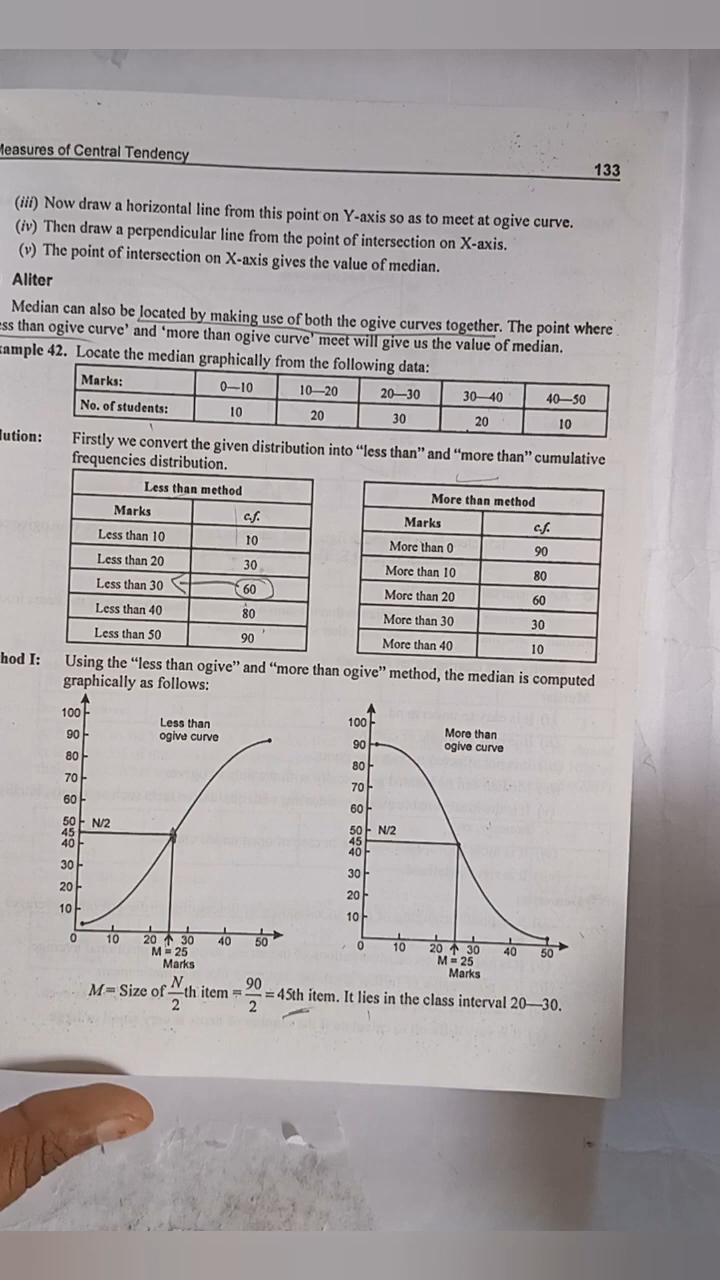 Measures of Central Tendency
133
(iii) Now draw a horizontal line from this point on Y-axis so as to meet at ogive curve.
(iv) Then draw a perpendicular line from the point of intersection on X-axis.
(v) The point of intersection on X-axis gives the value of median.
Aliter
Median can also be located by making use of both the ogive curves together. The point where
ess than ogive curve' and 'more than ogive curve' meet will give us the value of median.
ample 42. Locate the median graphically from the following data:
Marks: 0—10 10—20 20—30 30—40 40—50
No. of students: 10 20 30 20 10
lution: Firstly we convert the given distribution into "less than" and "more than" cumulative
frequencies distribution.
Less than method
Marks c.f.
Less than 10 10
Less than 20 30
Less than 30 60
Less than 40 80
Less than 50 90
More than method
Marks c.f.
More than 0 90
More than 10 80
More than 20 60
More than 30 30
More than 40 10
hod I: Using the "less than ogive" and "more than ogive" method, the median is computed
graphically as follows:
100
90
80
70
60
50 N/2
45
40
30
20
10
Less than
ogive curve
0 10 20 30 40 50
M = 25
Marks
100
90
80
70
60
50 N/2
45
40
30
20
10
More than
ogive curve
0 10 20 30 40 50
M = 25
Marks
M = Size of N/2 th item = 90/2 = 45th item. It lies in the class interval 20—30.